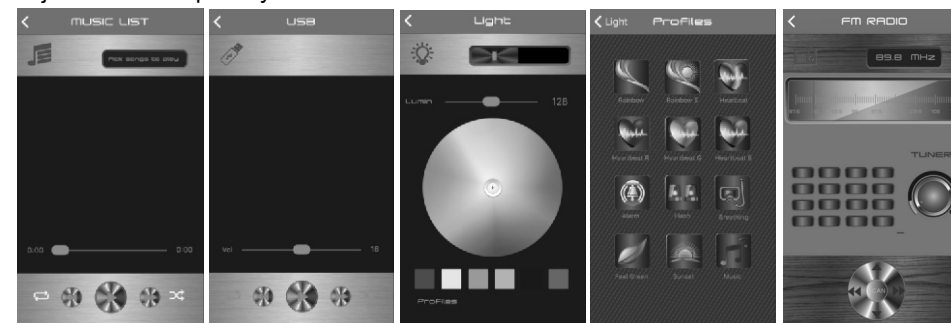 MUSIC LIST
Pick songs to play
0:00
0:00
USB
Vol
16
Light
Lumen
128
Profiles
Light
Profiles
Rainbow
Rainbow S
Heartbeat
Heartbeat R
Heartbeat G
Heartbeat B
Alarm
Flash
Breathing
Feel Green
Sunset
Music
FM RADIO
89.8 MHz
TUNER
SCAN